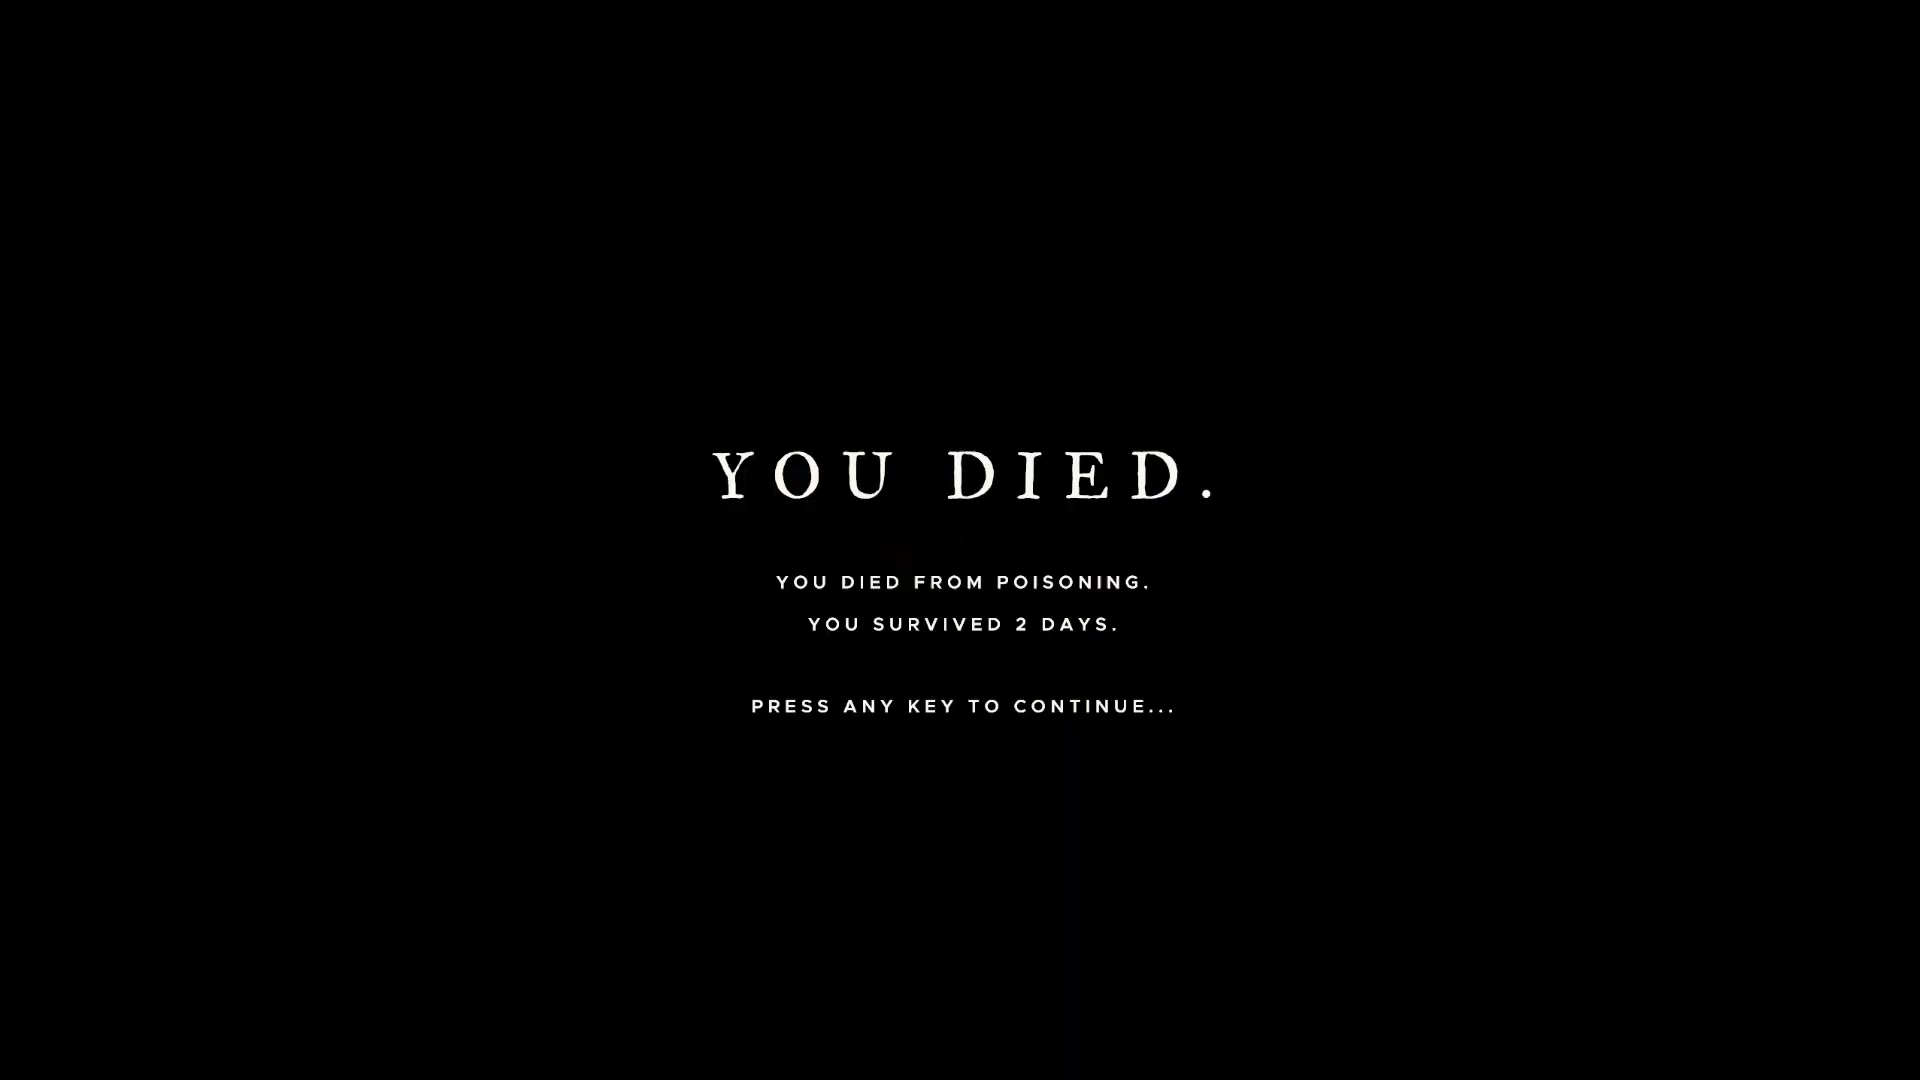 YOU DIED.
YOU DIED FROM POISONING.
YOU SURVIVED 2 DAYS.
PRESS ANY KEY TO CONTINUE...